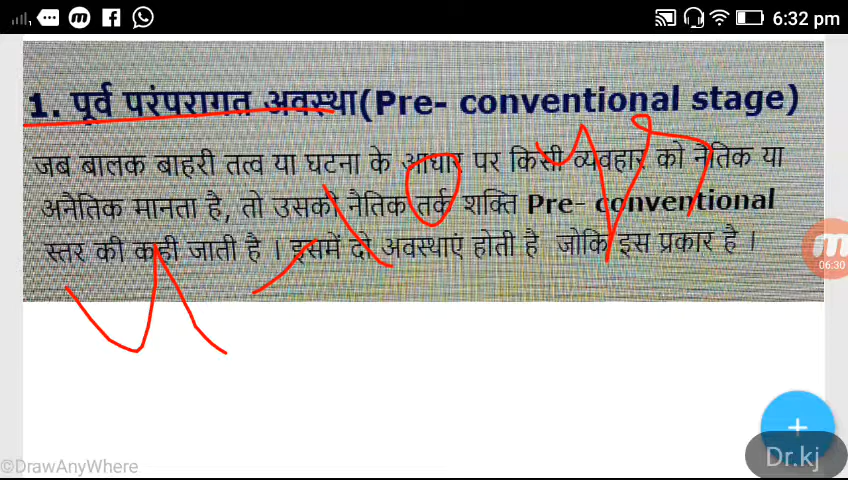 6:32 pm
1. पूर्व परंपरागत अवस्था(Pre- conventional stage)
जब बालक बाहरी तत्व या घटना के आधार पर किसी व्यवहार को नैतिक या
अनैतिक मानता है, तो उसकी नैतिक तर्क शक्ति Pre- conventional
स्तर की कही जाती है । इसमें दो अवस्थाएं होती है जोकि इस प्रकार है ।
06:30
+
Dr.kj
©DrawAnyWhere